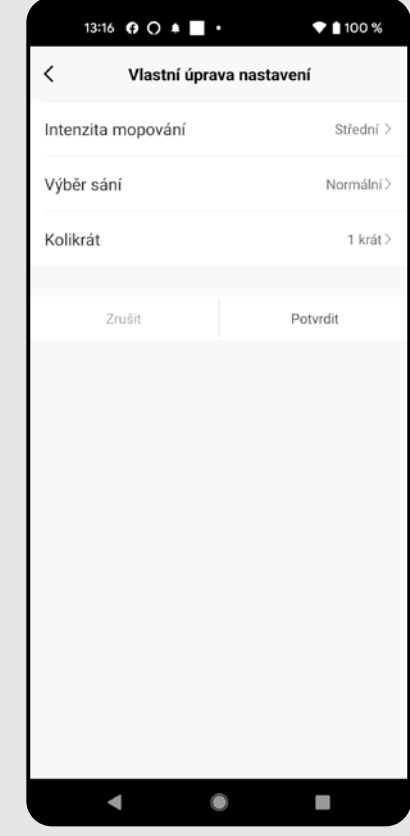 13:16 100 %
Vlastní úprava nastavení
Intenzita mopování Střední
Výběr sání Normální
Kolikrát 1 krát
Zrušit Potvrdit